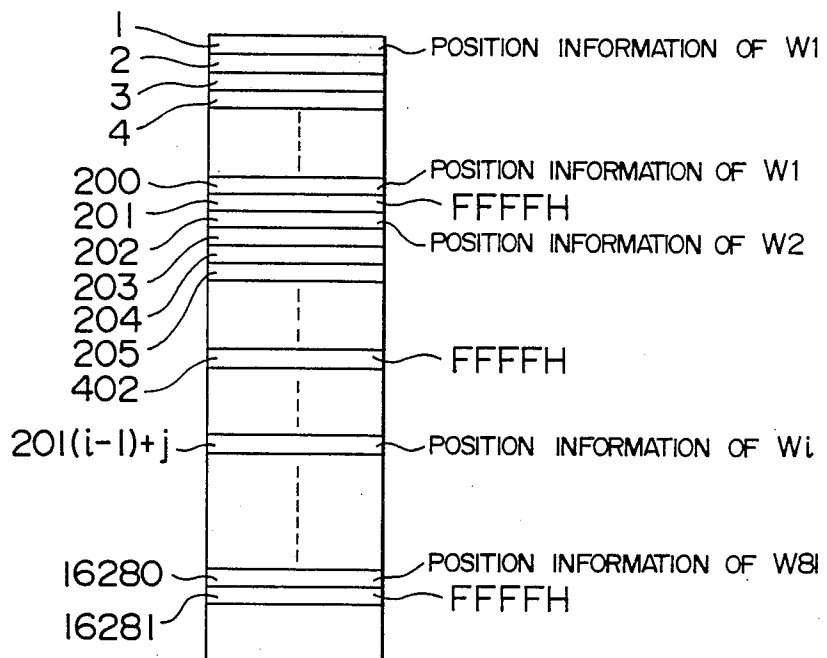 1 POSITION INFORMATION OF W1
2
3
4
200 POSITION INFORMATION OF W1
201 FFFFH
202 POSITION INFORMATION OF W2
203
204
205
402 FFFFH
201(i-1)+j POSITION INFORMATION OF Wi
16280 POSITION INFORMATION OF W81
16281 FFFFH